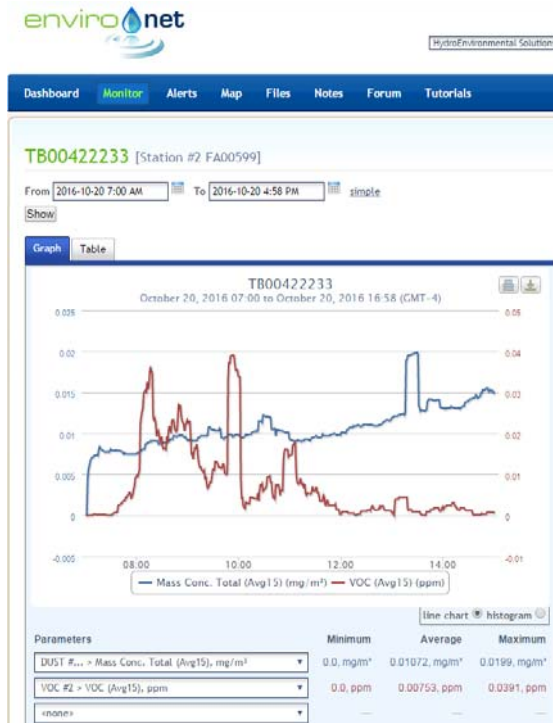 environet
HydroEnvironmental Solution
Dashboard Monitor Alerts Map Files Notes Forum Tutorials
TB00422233 [Station #2 FA00599]
From 2016-10-20 7:00 AM To 2016-10-20 4:58 PM simple
Show
Graph Table
TB00422233
October 20, 2016 07:00 to October 20, 2016 16:58 (GMT-4)
0.025 0.05
0.02 0.04
0.015 0.03
0.01 0.02
0.005 0.01
0 0
-0.005 -0.01
08:00 10:00 12:00 14:00
Mass Conc. Total (Avg15) (mg/m³) VOC (Avg15) (ppm)
line chart histogram
Parameters Minimum Average Maximum
DUST #... > Mass Conc. Total (Avg15), mg/m³ 0.0, mg/m³ 0.01072, mg/m³ 0.0199, mg/m³
VOC #2 > VOC (Avg15), ppm 0.0, ppm 0.00753, ppm 0.0391, ppm
<none> — — —